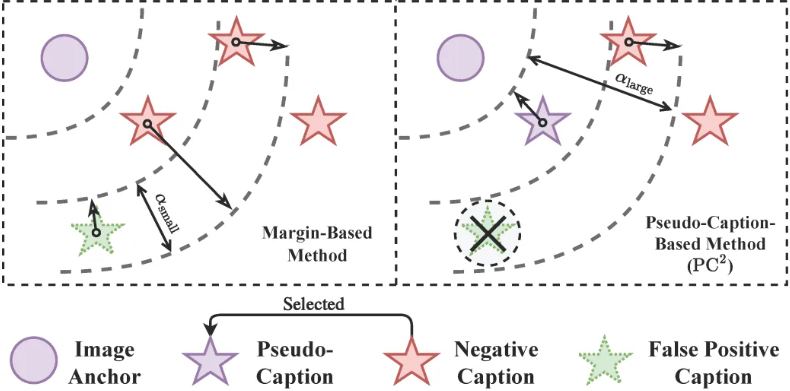 α_small
Margin-Based
Method
α_large
Pseudo-Caption-
Based Method
(PC²)
Selected
Image
Anchor
Pseudo-
Caption
Negative
Caption
False Positive
Caption